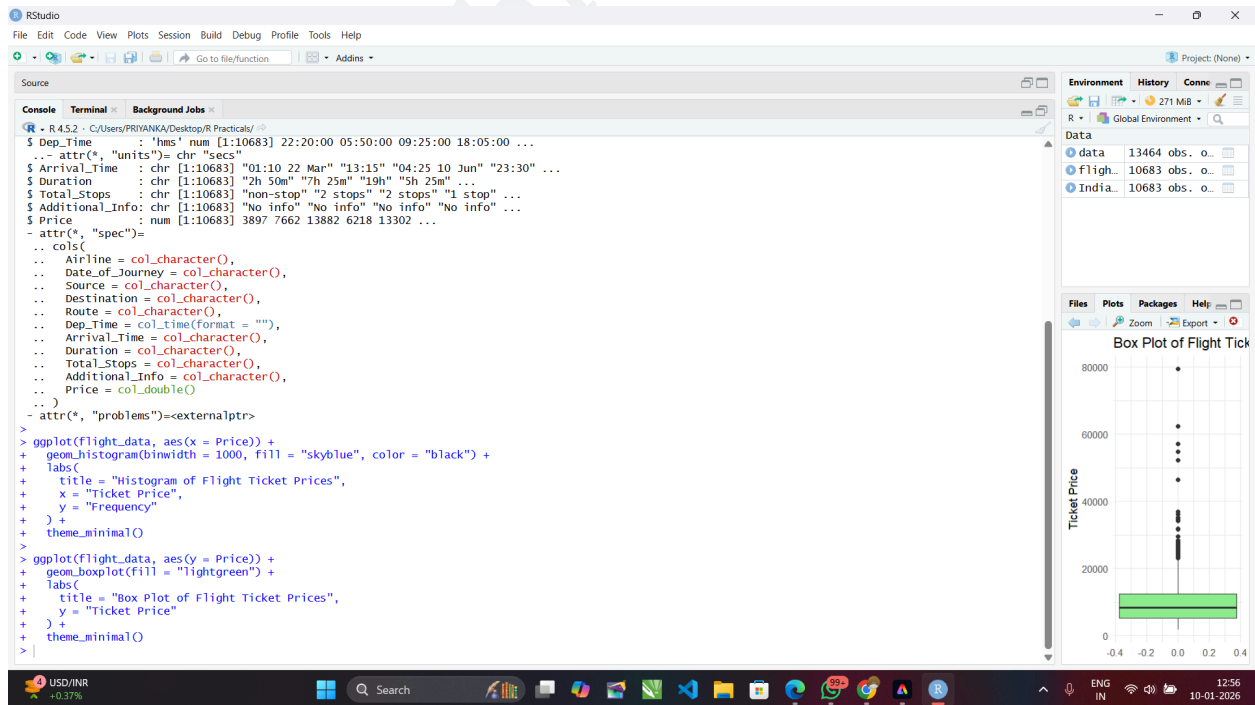 RStudio
File Edit Code View Plots Session Build Debug Profile Tools Help
Go to file/function Addins Project: (None)
Source
Console Terminal Background Jobs
R 4.5.2 · C:/Users/PRIYANKA/Desktop/R Practicals/
$ Dep_Time : 'hms' num [1:10683] 22:20:00 05:50:00 09:25:00 18:05:00 ...
..- attr(*, "units")= chr "secs"
$ Arrival_Time : chr [1:10683] "01:10 22 Mar" "13:15" "04:25 10 Jun" "23:30" ...
$ Duration : chr [1:10683] "2h 50m" "7h 25m" "19h" "5h 25m" ...
$ Total_Stops : chr [1:10683] "non-stop" "2 stops" "2 stops" "1 stop" ...
$ Additional_Info: chr [1:10683] "No info" "No info" "No info" "No info" ...
$ Price : num [1:10683] 3897 7662 13882 6218 13302 ...
- attr(*, "spec")=
.. cols(
.. Airline = col_character(),
.. Date_of_Journey = col_character(),
.. Source = col_character(),
.. Destination = col_character(),
.. Route = col_character(),
.. Dep_Time = col_time(format = ""),
.. Arrival_Time = col_character(),
.. Duration = col_character(),
.. Total_Stops = col_character(),
.. Additional_Info = col_character(),
.. Price = col_double()
.. )
- attr(*, "problems")=<externalptr>
>
> ggplot(flight_data, aes(x = Price)) +
+ geom_histogram(binwidth = 1000, fill = "skyblue", color = "black") +
+ labs(
+ title = "Histogram of Flight Ticket Prices",
+ x = "Ticket Price",
+ y = "Frequency"
+ ) +
+ theme_minimal()
>
> ggplot(flight_data, aes(y = Price)) +
+ geom_boxplot(fill = "lightgreen") +
+ labs(
+ title = "Box Plot of Flight Ticket Prices",
+ y = "Ticket Price"
+ ) +
+ theme_minimal()
>
Environment History Conne
271 MiB
R Global Environment
Data
data 13464 obs. o...
fligh… 10683 obs. o…
India… 10683 obs. o…
Files Plots Packages Help
Zoom Export
Box Plot of Flight Tick
80000
60000
40000
20000
0
Ticket Price
-0.4 -0.2 0.0 0.2 0.4
4 USD/INR
+0.37%
Search
99+
ENG
IN
12:56
10-01-2026